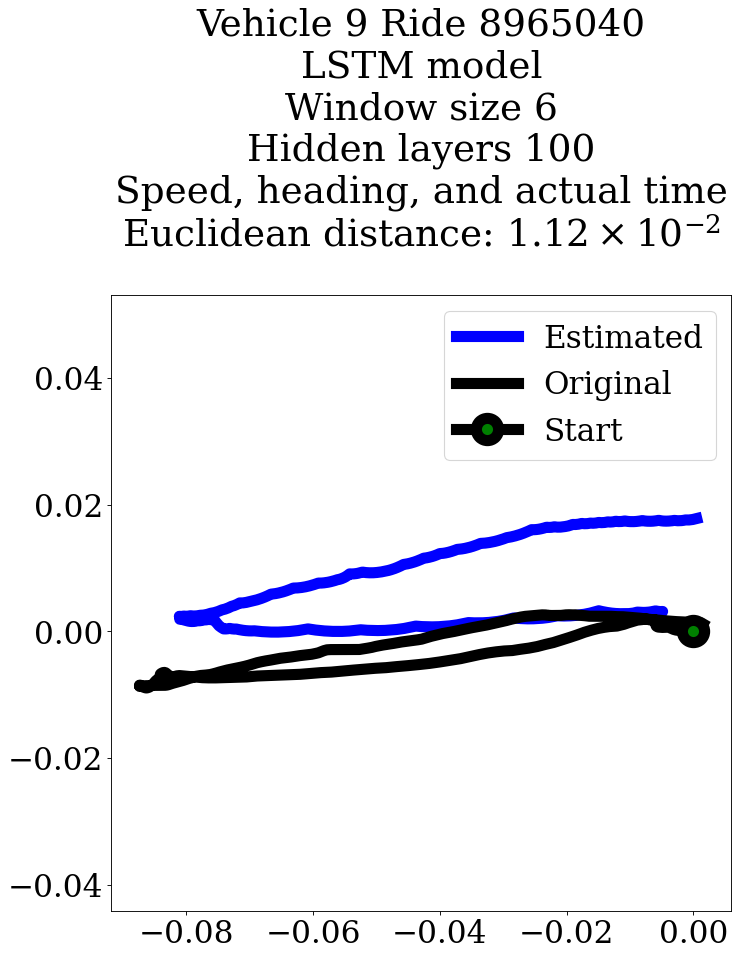 Vehicle 9 Ride 8965040
LSTM model
Window size 6
Hidden layers 100
Speed, heading, and actual time
Euclidean distance: 1.12 × 10⁻²
Estimated
Original
Start
0.04
0.02
0.00
−0.02
−0.04
−0.08 −0.06 −0.04 −0.02 0.00